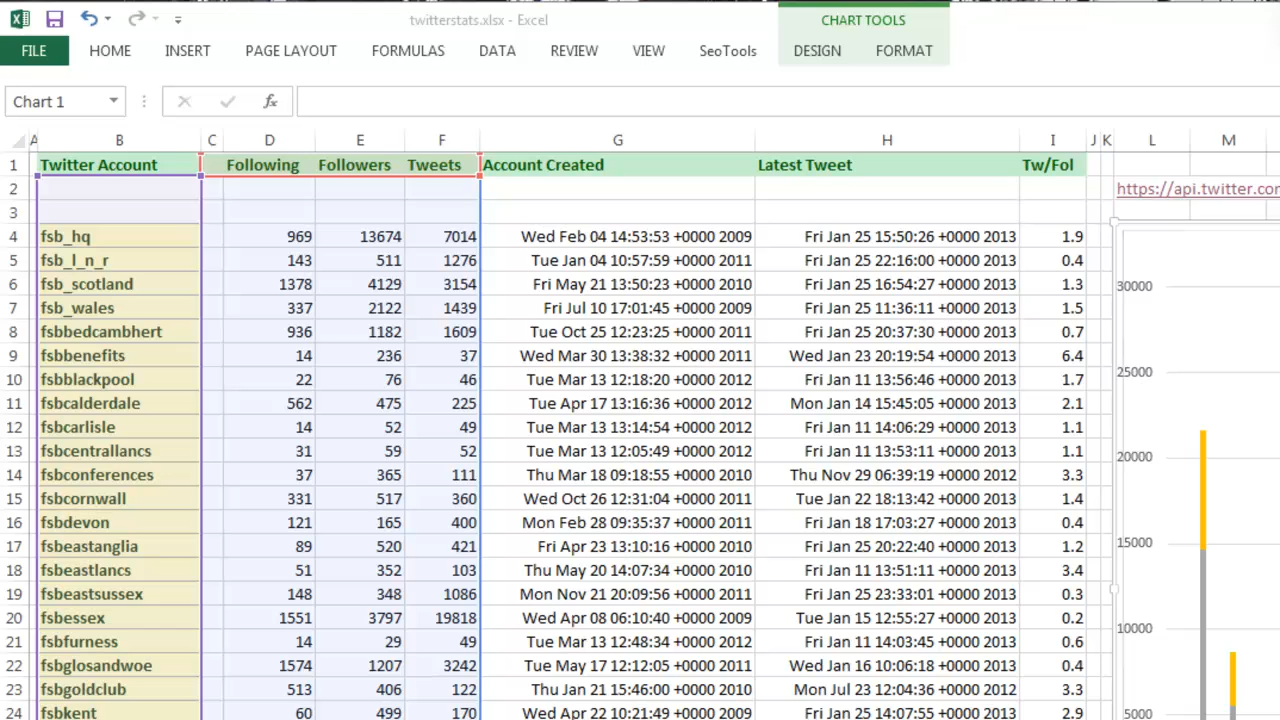 twitterstats.xlsx - Excel
CHART TOOLS
FILE HOME INSERT PAGE LAYOUT FORMULAS DATA REVIEW VIEW SeoTools DESIGN FORMAT
Chart 1 fx
A B C D E F G H I J K L M
1 Twitter Account Following Followers Tweets Account Created Latest Tweet Tw/Fol
2 https://api.twitter.com
3
4 fsb_hq 969 13674 7014 Wed Feb 04 14:53:53 +0000 2009 Fri Jan 25 15:50:26 +0000 2013 1.9
5 fsb_l_n_r 143 511 1276 Tue Jan 04 10:57:59 +0000 2011 Fri Jan 25 22:16:00 +0000 2013 0.4
6 fsb_scotland 1378 4129 3154 Fri May 21 13:50:23 +0000 2010 Fri Jan 25 16:54:27 +0000 2013 1.3 30000
7 fsb_wales 337 2122 1439 Fri Jul 10 17:01:45 +0000 2009 Fri Jan 25 11:36:11 +0000 2013 1.5
8 fsbbedcambhert 936 1182 1609 Tue Oct 25 12:23:25 +0000 2011 Fri Jan 25 20:37:30 +0000 2013 0.7
9 fsbbenefits 14 236 37 Wed Mar 30 13:38:32 +0000 2011 Wed Jan 23 20:19:54 +0000 2013 6.4 25000
10 fsbblackpool 22 76 46 Tue Mar 13 12:18:20 +0000 2012 Fri Jan 11 13:56:46 +0000 2013 1.7
11 fsbcalderdale 562 475 225 Tue Apr 17 13:16:36 +0000 2012 Mon Jan 14 15:45:05 +0000 2013 2.1
12 fsbcarlisle 14 52 49 Tue Mar 13 13:14:54 +0000 2012 Fri Jan 11 14:06:29 +0000 2013 1.1
13 fsbcentrallancs 31 59 52 Tue Mar 13 12:05:49 +0000 2012 Fri Jan 11 13:53:11 +0000 2013 1.1 20000
14 fsbconferences 37 365 111 Thu Mar 18 09:18:55 +0000 2010 Thu Nov 29 06:39:19 +0000 2012 3.3
15 fsbcornwall 331 517 360 Wed Oct 26 12:31:04 +0000 2011 Tue Jan 22 18:13:42 +0000 2013 1.4
16 fsbdevon 121 165 400 Mon Feb 28 09:35:37 +0000 2011 Fri Jan 18 17:03:27 +0000 2013 0.4
17 fsbeastanglia 89 520 421 Fri Apr 23 13:10:16 +0000 2010 Fri Jan 25 20:22:40 +0000 2013 1.2 15000
18 fsbeastlancs 51 352 103 Thu May 20 14:07:34 +0000 2010 Fri Jan 11 13:51:11 +0000 2013 3.4
19 fsbeastsussex 148 348 1086 Mon Nov 21 20:09:56 +0000 2011 Fri Jan 25 23:33:01 +0000 2013 0.3
20 fsbessex 1551 3797 19818 Wed Apr 08 06:10:40 +0000 2009 Tue Jan 15 12:55:27 +0000 2013 0.2 10000
21 fsbfurness 14 29 49 Tue Mar 13 12:48:34 +0000 2012 Fri Jan 11 14:03:45 +0000 2013 0.6
22 fsbglosandwoe 1574 1207 3242 Tue May 17 12:12:05 +0000 2011 Wed Jan 16 10:06:18 +0000 2013 0.4
23 fsbgoldclub 513 406 122 Thu Jan 21 15:46:00 +0000 2010 Mon Jul 23 12:04:36 +0000 2012 3.3
24 fsbkent 60 499 170 Wed Apr 22 10:21:49 +0000 2009 Fri Jan 25 14:07:55 +0000 2013 2.9 5000